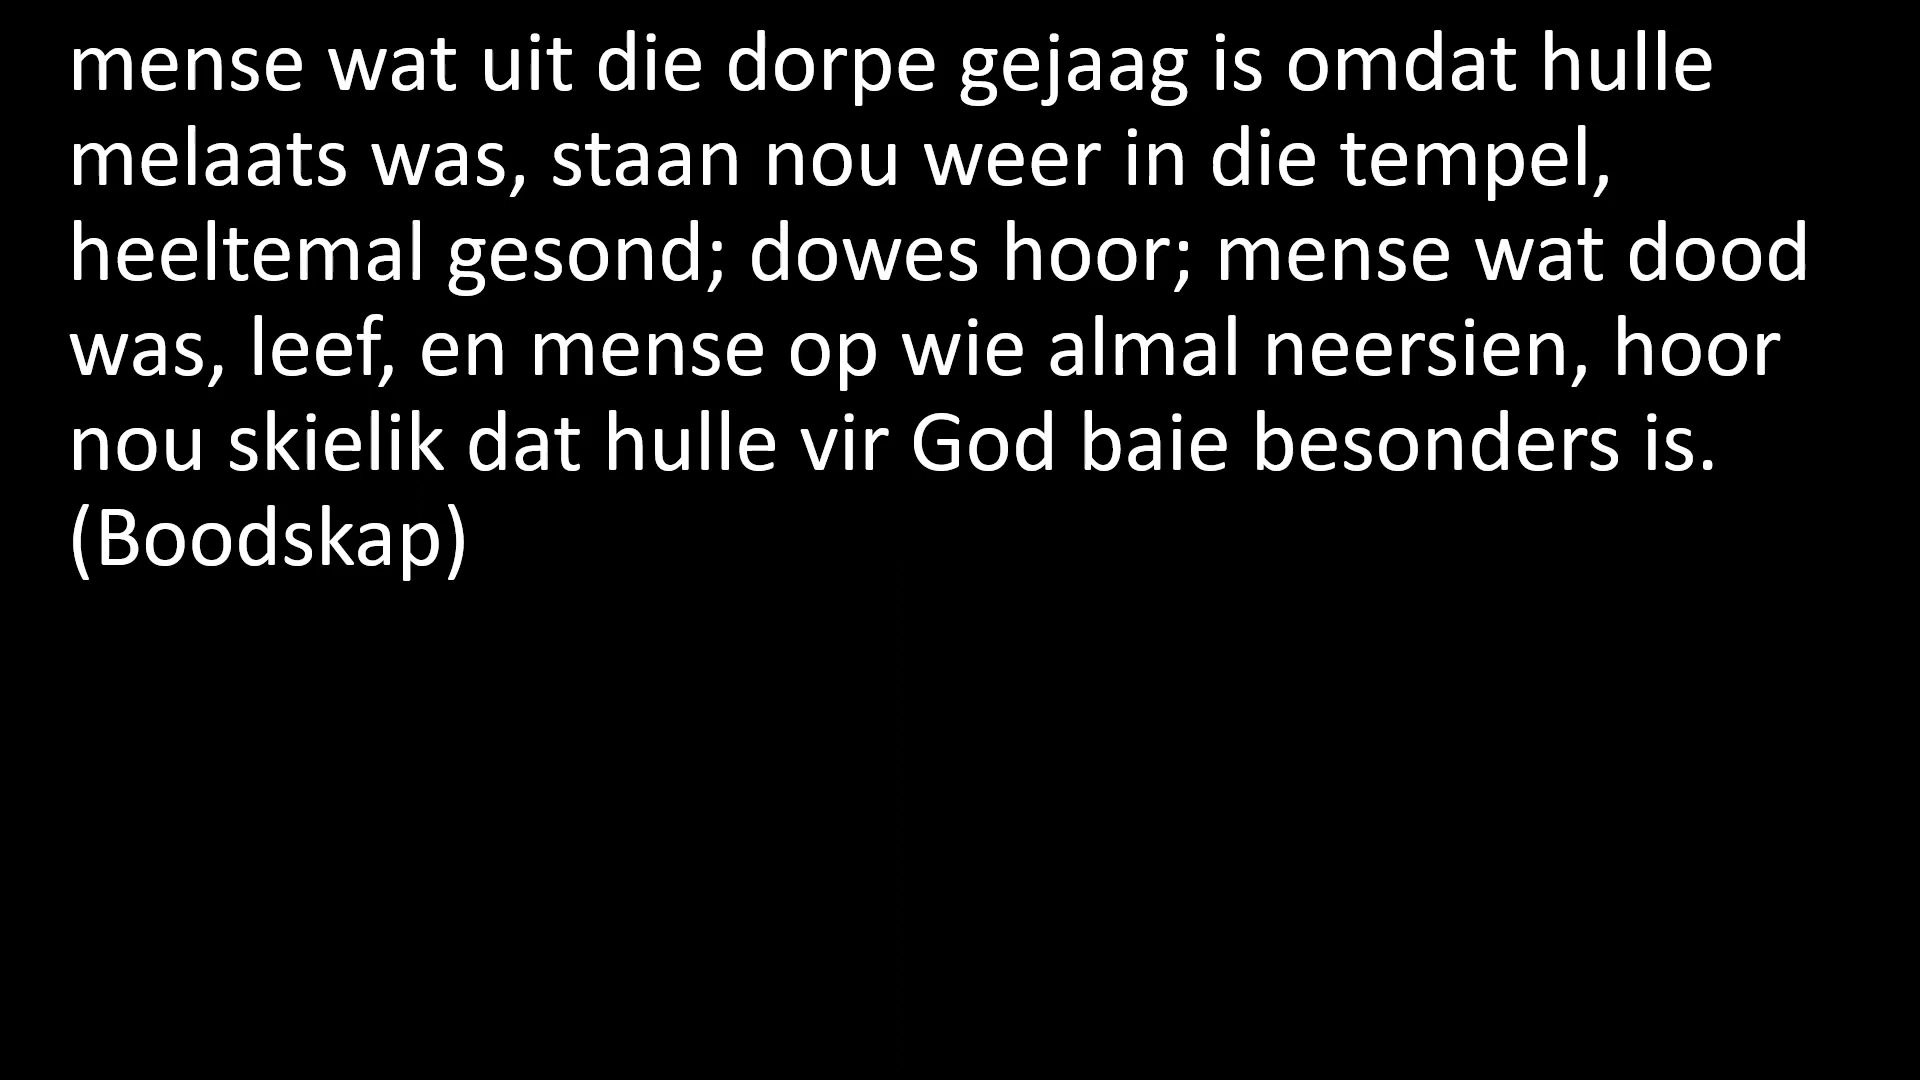 mense wat uit die dorpe gejaag is omdat hulle
melaats was, staan nou weer in die tempel,
heeltemal gesond; dowes hoor; mense wat dood
was, leef, en mense op wie almal neersien, hoor
nou skielik dat hulle vir God baie besonders is.
(Boodskap)